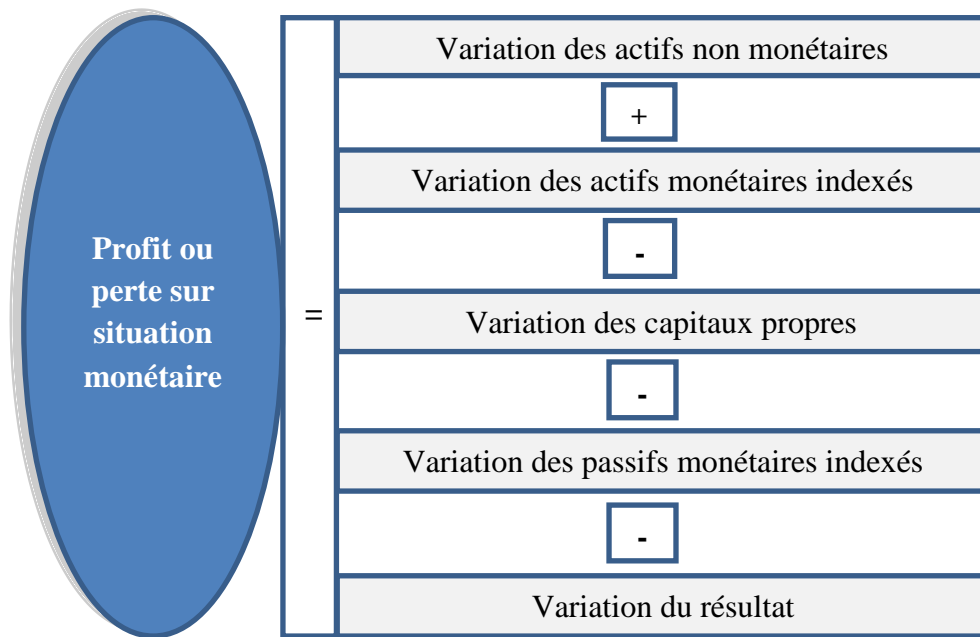 Profit ou
perte sur
situation
monétaire
=
Variation des actifs non monétaires
+
Variation des actifs monétaires indexés
-
Variation des capitaux propres
-
Variation des passifs monétaires indexés
-
Variation du résultat